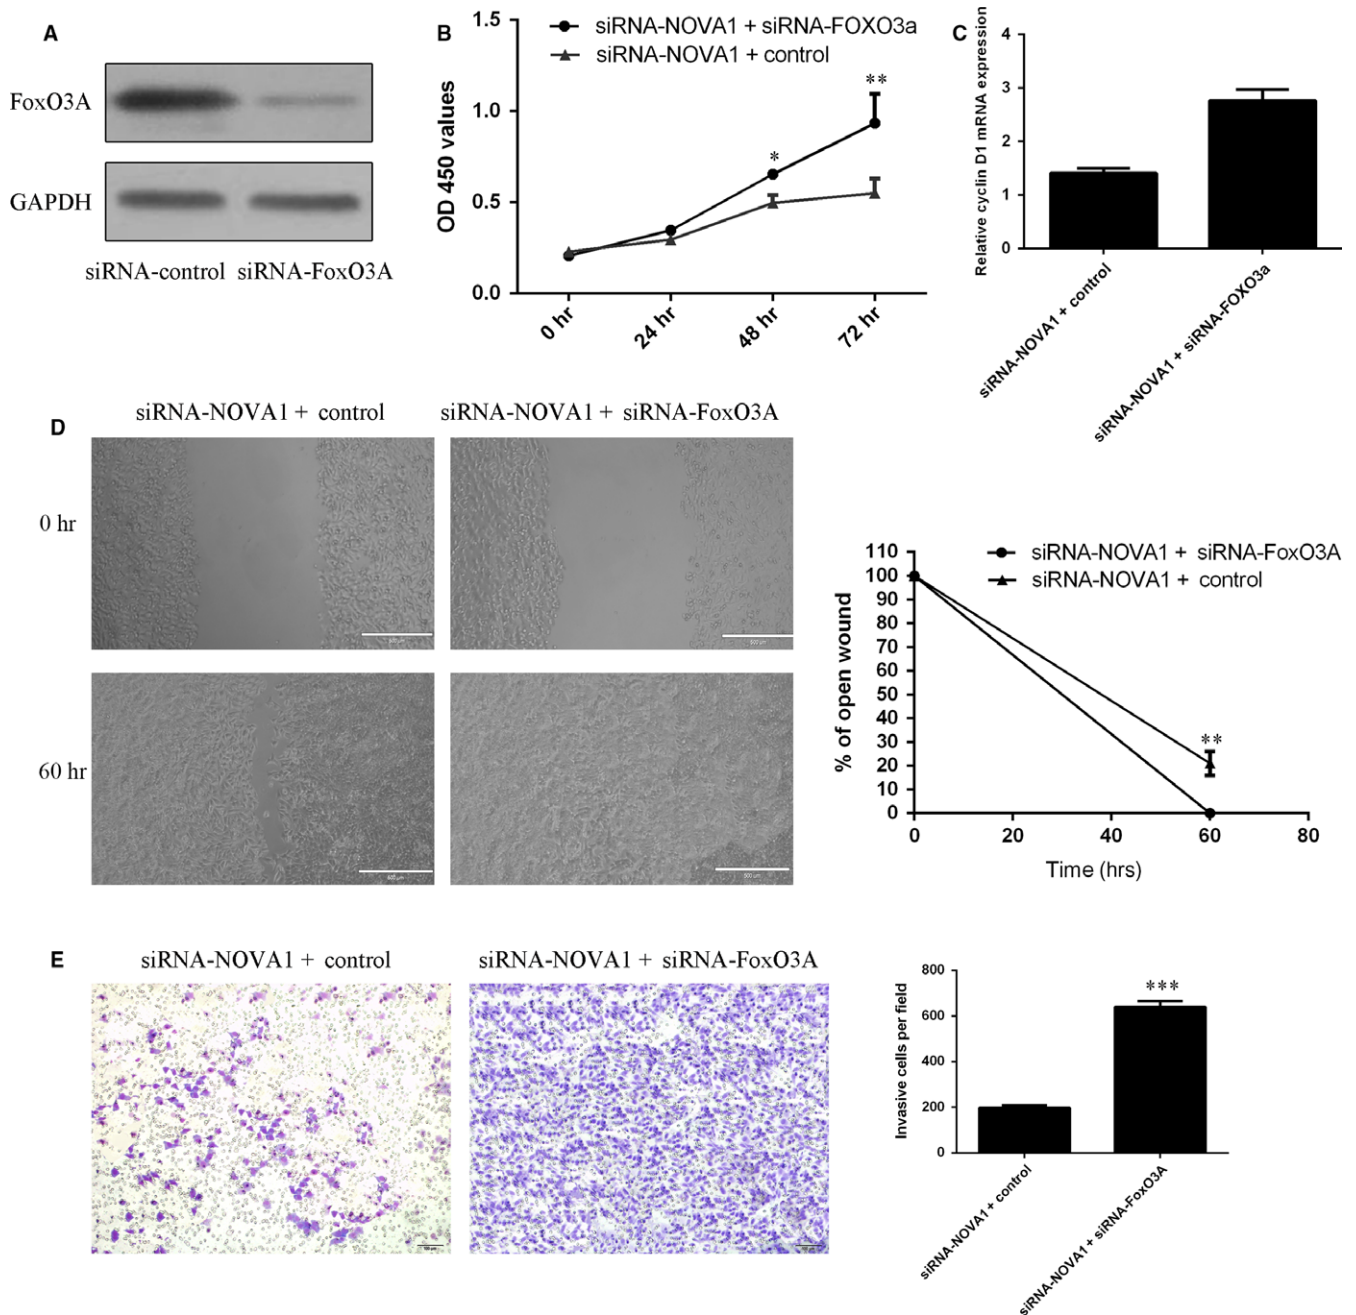 A
FoxO3A
GAPDH
siRNA-control siRNA-FoxO3A
B
siRNA-NOVA1 + siRNA-FOXO3a
siRNA-NOVA1 + control
OD 450 values
1.5
1.0
0.5
0.0
*
**
0 hr
24 hr
48 hr
72 hr
C
Relative cyclin D1 mRNA expression
4
3
2
1
0
siRNA-NOVA1 + control
siRNA-NOVA1 + siRNA-FOXO3a
D
siRNA-NOVA1 + control
siRNA-NOVA1 + siRNA-FoxO3A
0 hr
60 hr
siRNA-NOVA1 + siRNA-FoxO3A
siRNA-NOVA1 + control
% of open wound
110
100
90
80
70
60
50
40
30
20
10
0
**
0 20 40 60 80
Time (hrs)
E
siRNA-NOVA1 + control
siRNA-NOVA1 + siRNA-FoxO3A
Invasive cells per field
800
600
400
200
0
***
siRNA-NOVA1 + control
siRNA-NOVA1 + siRNA-FoxO3A